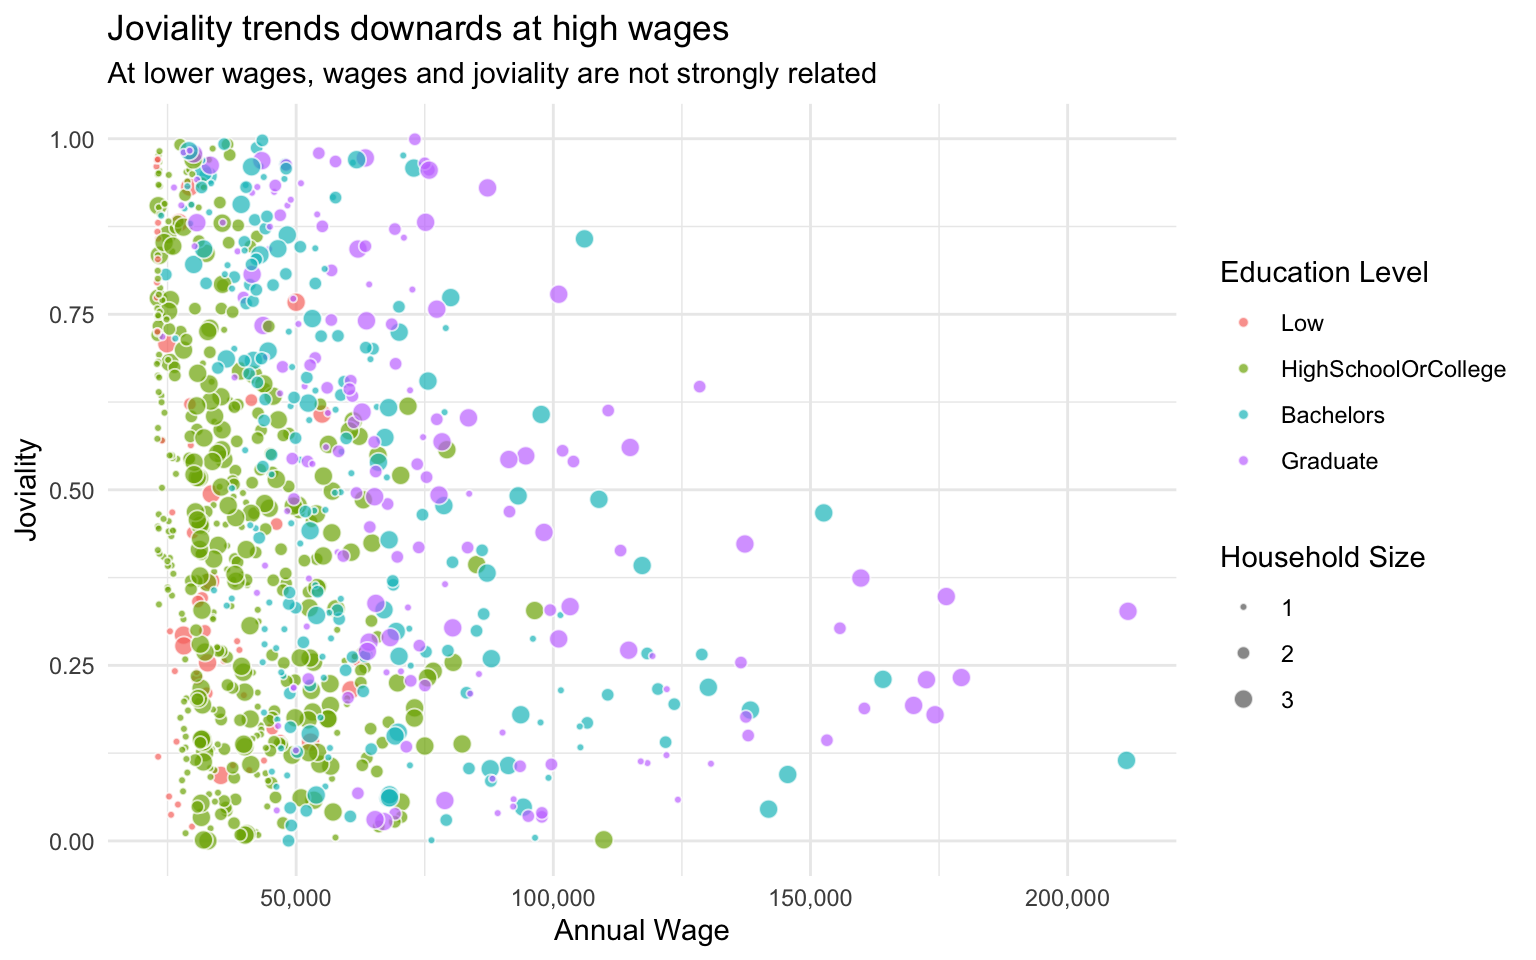 Joviality trends downards at high wages
At lower wages, wages and joviality are not strongly related
1.00
0.75
0.50
0.25
0.00
Joviality
50,000
100,000
150,000
200,000
Annual Wage
Education Level
Low
HighSchoolOrCollege
Bachelors
Graduate
Household Size
1
2
3